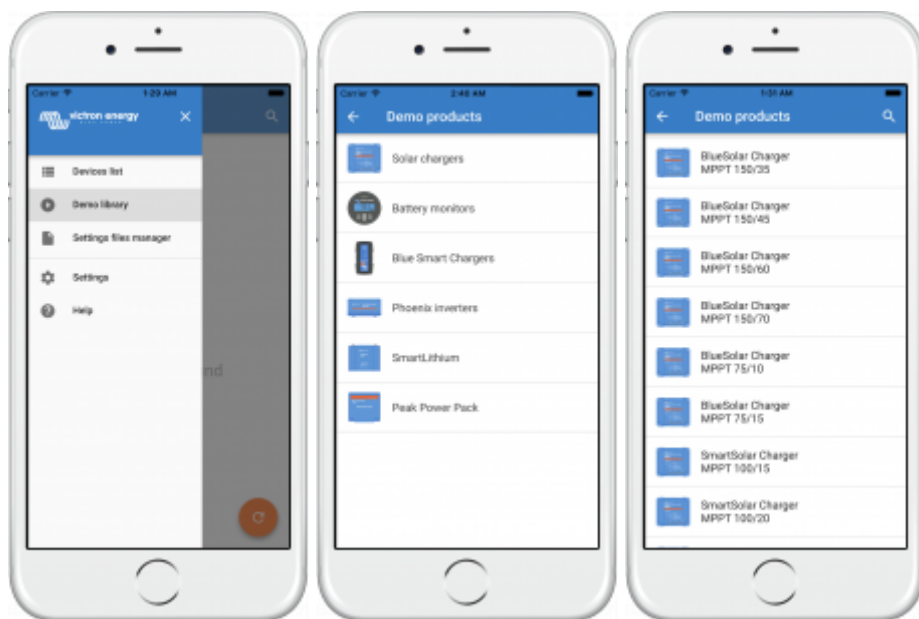 Carrier
1:29 AM
victron energy
Devices list
Demo library
Settings files manager
Settings
Help
nd
Carrier
2:46 AM
Demo products
Solar chargers
Battery monitors
Blue Smart Chargers
Phoenix inverters
SmartLithium
Peak Power Pack
Carrier
1:31 AM
Demo products
BlueSolar Charger
MPPT 150/35
BlueSolar Charger
MPPT 150/45
BlueSolar Charger
MPPT 150/60
BlueSolar Charger
MPPT 150/70
BlueSolar Charger
MPPT 75/10
BlueSolar Charger
MPPT 75/15
SmartSolar Charger
MPPT 100/15
SmartSolar Charger
MPPT 100/20